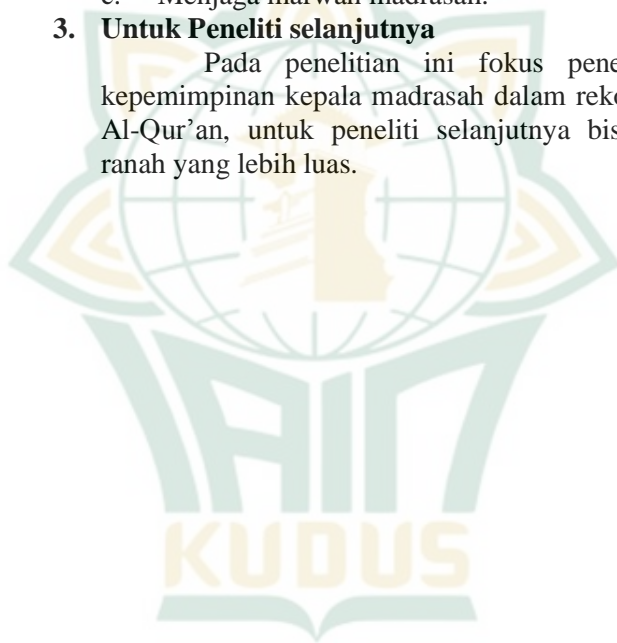 Menjaga marwah madrasah.
3. Untuk Peneliti selanjutnya
Pada penelitian ini fokus pene
kepemimpinan kepala madrasah dalam reko
Al-Qur’an, untuk peneliti selanjutnya bis
ranah yang lebih luas.
IAIN
KUDUS